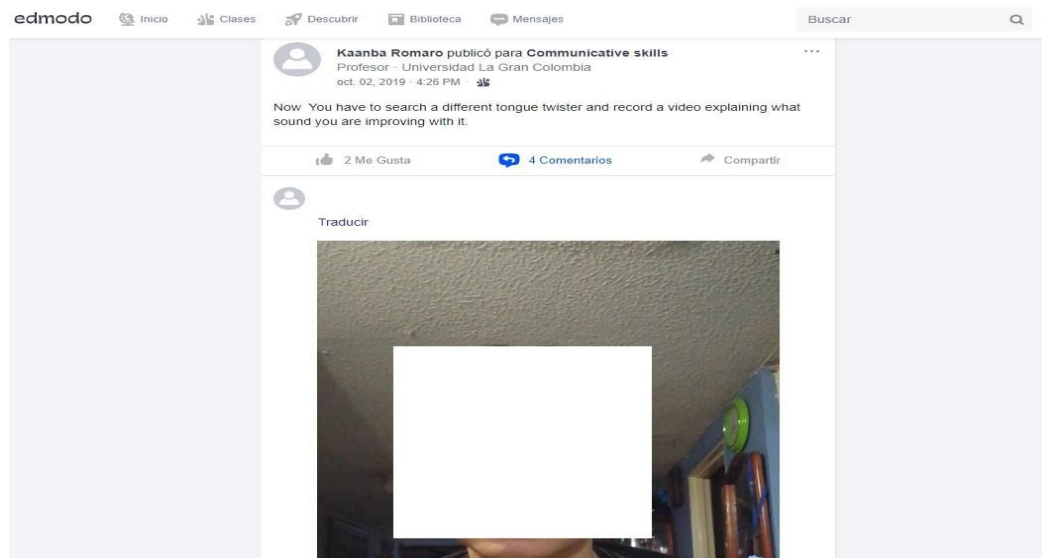 edmodo Inicio Clases Descubrir Biblioteca Mensajes Buscar
Kaanba Romaro publicó para Communicative skills
Profesor · Universidad La Gran Colombia
oct. 02, 2019 · 4:26 PM ·
Now You have to search a different tongue twister and record a video explaining what
sound you are improving with it.
2 Me Gusta 4 Comentarios Compartir
Traducir